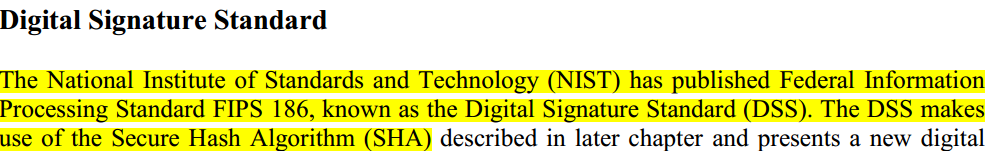 Digital Signature Standard
The National Institute of Standards and Technology (NIST) has published Federal Information
Processing Standard FIPS 186, known as the Digital Signature Standard (DSS). The DSS makes
use of the Secure Hash Algorithm (SHA) described in later chapter and presents a new digital